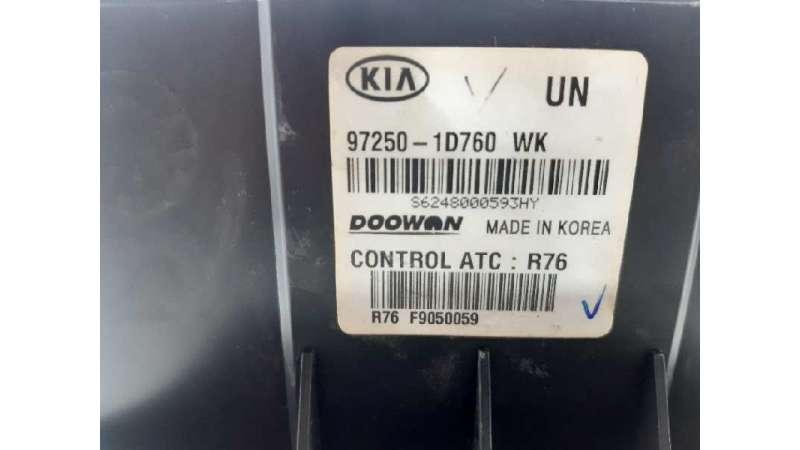 KIA UN
97250-1D760 WK
S6248000593HY
DOOWON MADE IN KOREA
CONTROL ATC : R76
R76 F9050059